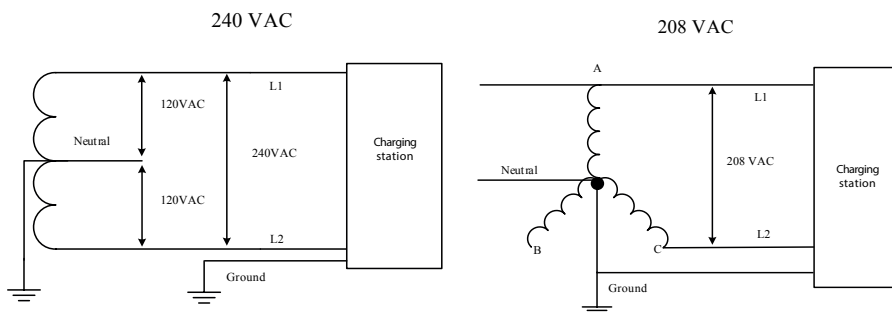 240 VAC
L1
120VAC
Neutral
240VAC
120VAC
L2
Ground
Charging
station
208 VAC
A
L1
Neutral
208 VAC
B
C
L2
Ground
Charging
station